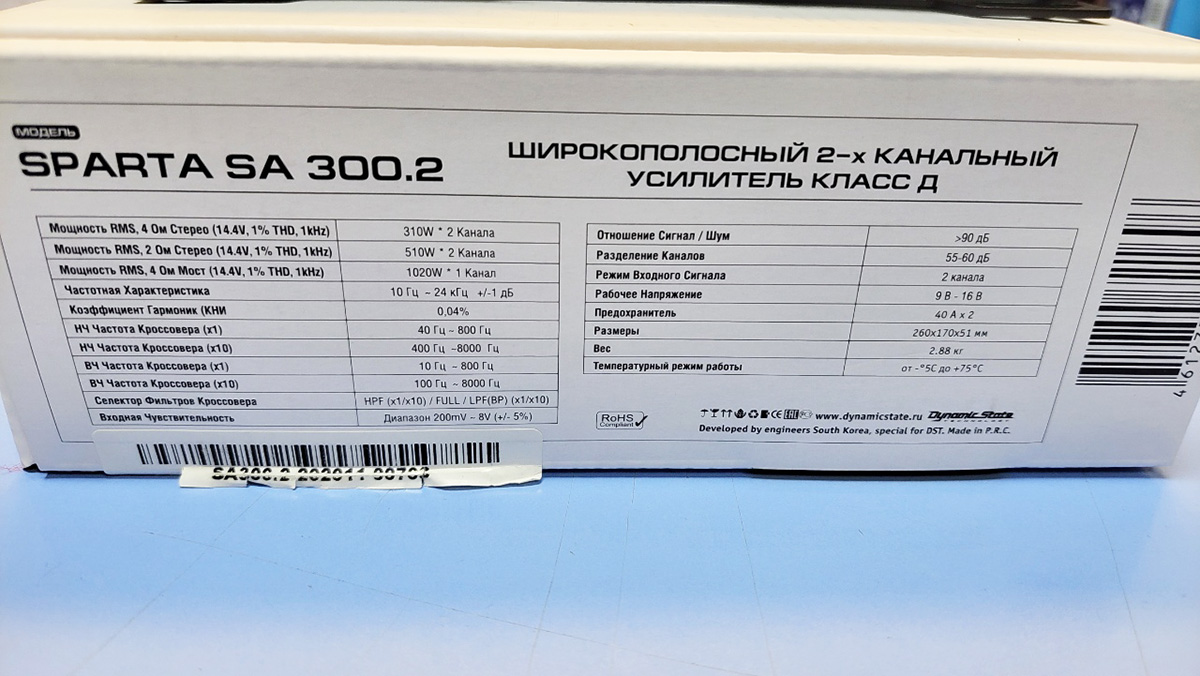 МОДЕЛЬ
SPARTA SA 300.2
ШИРОКОПОЛОСНЫЙ 2-х КАНАЛЬНЫЙ
УСИЛИТЕЛЬ КЛАСС Д
Мощность RMS, 4 Ом Стерео (14.4V, 1% THD, 1kHz) 310W * 2 Канала
Мощность RMS, 2 Ом Стерео (14.4V, 1% THD, 1kHz) 510W * 2 Канала
Мощность RMS, 4 Ом Мост (14.4V, 1% THD, 1kHz) 1020W * 1 Канал
Частотная Характеристика 10 Гц ~ 24 кГц +/-1 дБ
Коэффициент Гармоник (КНИ 0,04%
НЧ Частота Кроссовера (x1) 40 Гц ~ 800 Гц
НЧ Частота Кроссовера (x10) 400 Гц ~8000 Гц
ВЧ Частота Кроссовера (x1) 10 Гц ~ 800 Гц
ВЧ Частота Кроссовера (x10) 100 Гц ~ 8000 Гц
Селектор Фильтров Кроссовера HPF (x1/x10) / FULL / LPF(BP) (x1/x10)
Входная Чувствительность Диапазон 200mV ~ 8V (+/- 5%)
Отношение Сигнал / Шум >90 дБ
Разделение Каналов 55-60 дБ
Режим Входного Сигнала 2 канала
Рабочее Напряжение 9 В - 16 В
Предохранитель 40 А x 2
Размеры 260x170x51 мм
Вес 2.88 кг
Температурный режим работы от -°5С до +75°С
RoHS
Compliant
CE EAC www.dynamicstate.ru Dynamic State
Developed by engineers South Korea, special for DST. Made in P.R.C.